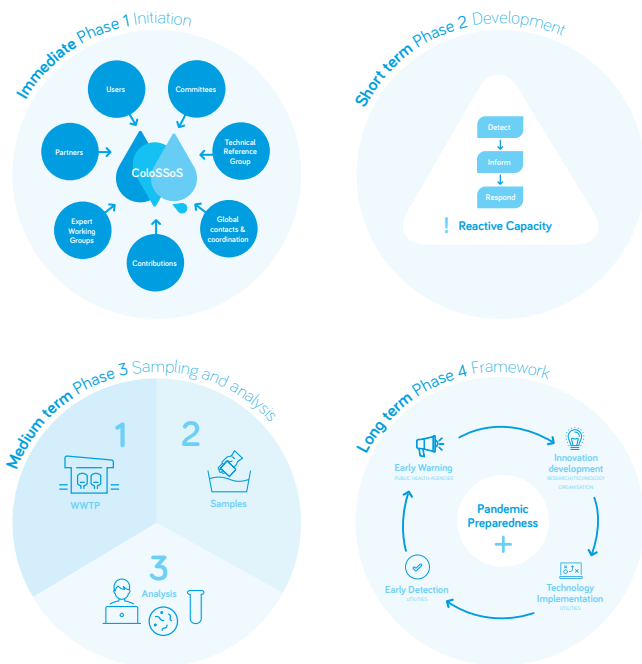 Immediate Phase 1 Initiation
Users
Committees
Partners
ColoSSoS
Technical
Reference
Group
Expert
Working
Groups
Global
contacts &
coordination
Contributions
Short term Phase 2 Development
Detect
Inform
Respond
! Reactive Capacity
Medium term Phase 3 Sampling and analysis
1
2
WWTP
Samples
3
Analysis
Long term Phase 4 Framework
Early Warning
PUBLIC HEALTH AGENCIES
Innovation
development
RESEARCH/TECHNOLOGY
ORGANISATION
Pandemic
Preparedness
+
Early Detection
UTILITIES
Technology
Implementation
UTILITIES